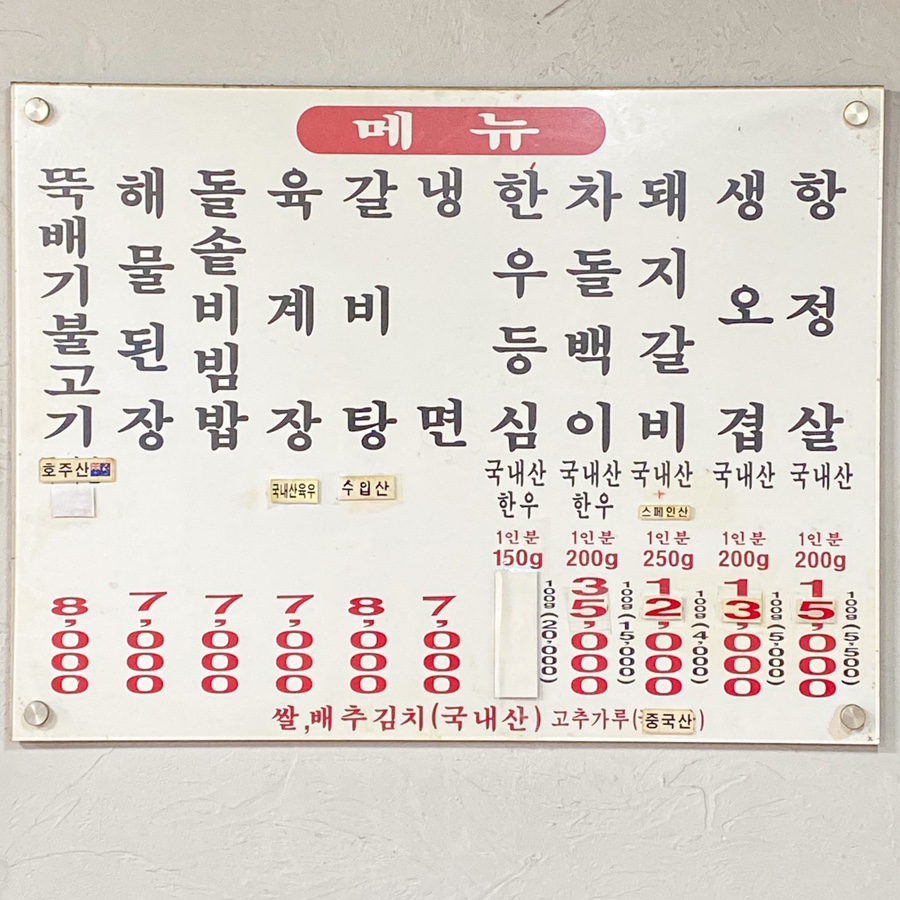 메뉴
뚝배기불고기
호주산
8,000
해물된장
7,000
돌솥비빔밥
7,000
육계장
국내산육우
7,000
갈비탕
수입산
8,000
냉면
7,000
한우등심
국내산
한우
1인분
150g
100g(20,000)
차돌백이
국내산
한우
1인분
200g
35,000
100g(15,000)
돼지갈비
국내산
+
스페인산
1인분
250g
12,000
100g(4,000)
생오겹
국내산
1인분
200g
13,000
100g(5,000)
항정살
국내산
1인분
200g
15,000
100g(5,500)
쌀,배추김치(국내산) 고추가루(중국산)